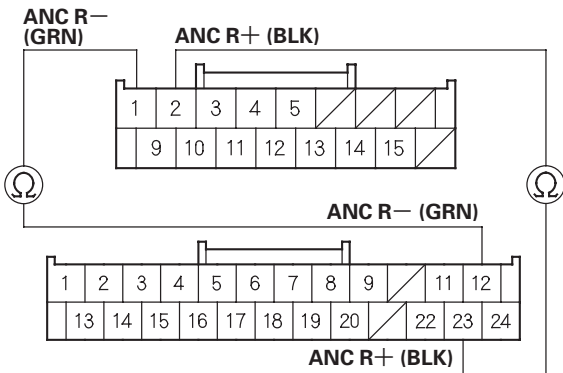 ANC R−
(GRN)
ANC R+ (BLK)
1 2 3 4 5
9 10 11 12 13 14 15
Ω Ω
ANC R− (GRN)
1 2 3 4 5 6 7 8 9 11 12
13 14 15 16 17 18 19 20 22 23 24
ANC R+ (BLK)